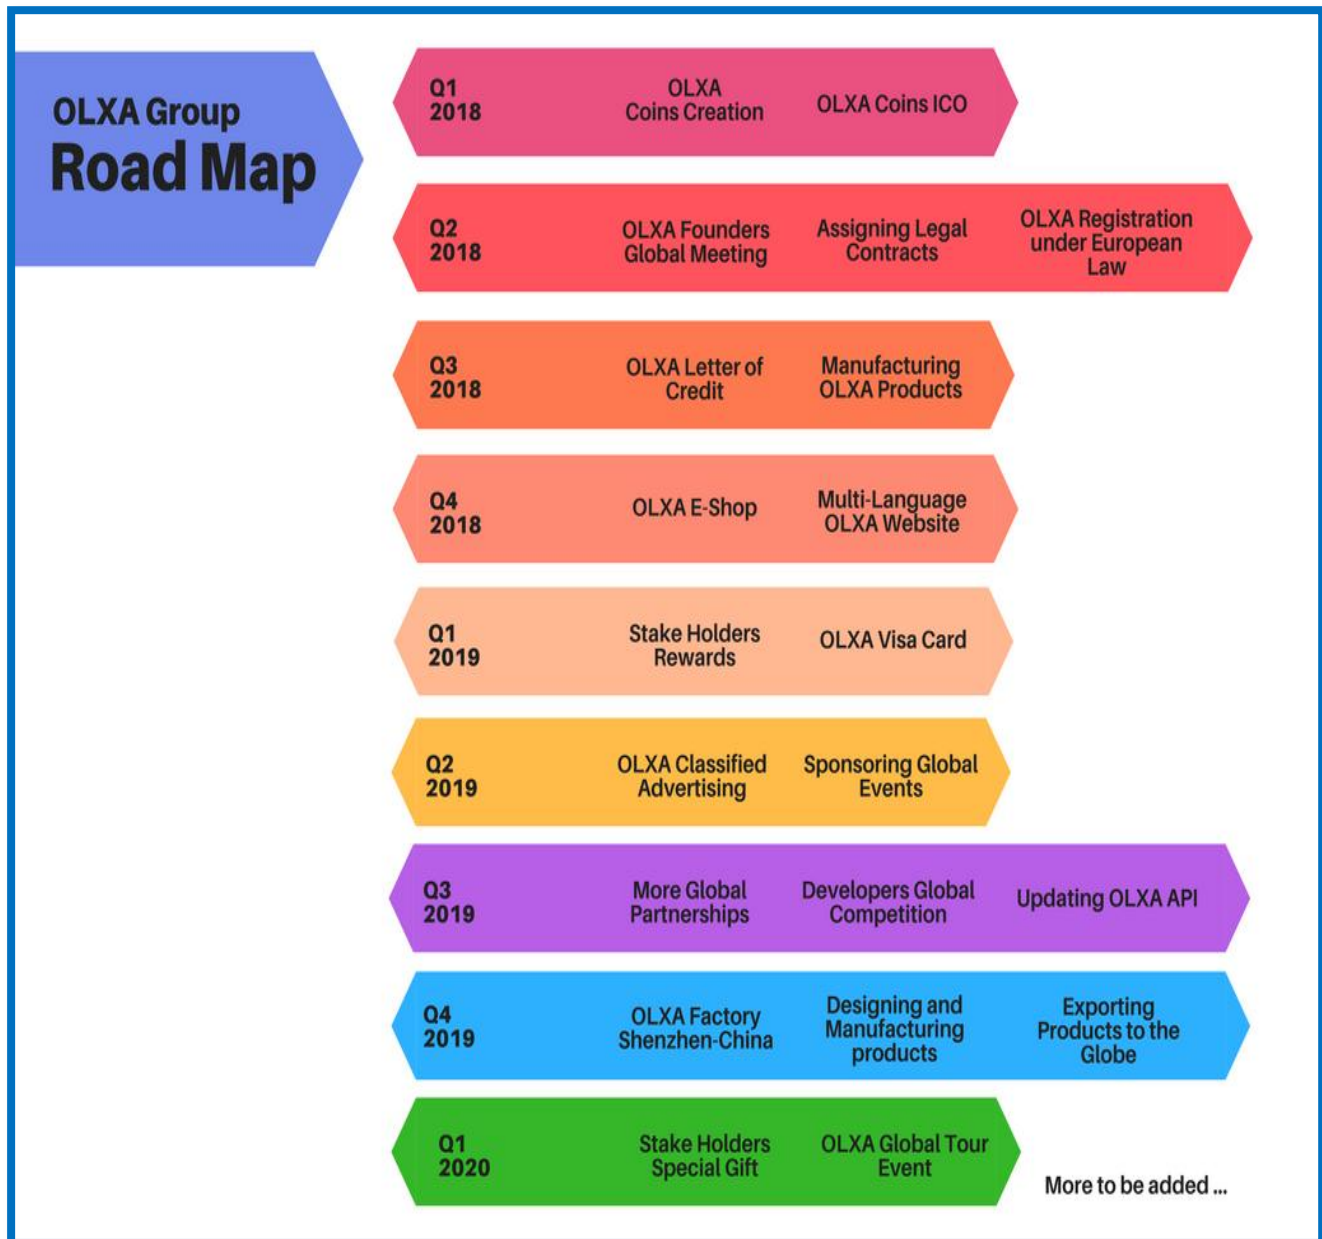 OLXA Group
Road Map
Q1
2018
OLXA
Coins Creation
OLXA Coins ICO
Q2
2018
OLXA Founders
Global Meeting
Assigning Legal
Contracts
OLXA Registration
under European
Law
Q3
2018
OLXA Letter of
Credit
Manufacturing
OLXA Products
Q4
2018
OLXA E-Shop
Multi-Language
OLXA Website
Q1
2019
Stake Holders
Rewards
OLXA Visa Card
Q2
2019
OLXA Classified
Advertising
Sponsoring Global
Events
Q3
2019
More Global
Partnerships
Developers Global
Competition
Updating OLXA API
Q4
2019
OLXA Factory
Shenzhen-China
Designing and
Manufacturing
products
Exporting
Products to the
Globe
Q1
2020
Stake Holders
Special Gift
OLXA Global Tour
Event
More to be added ...